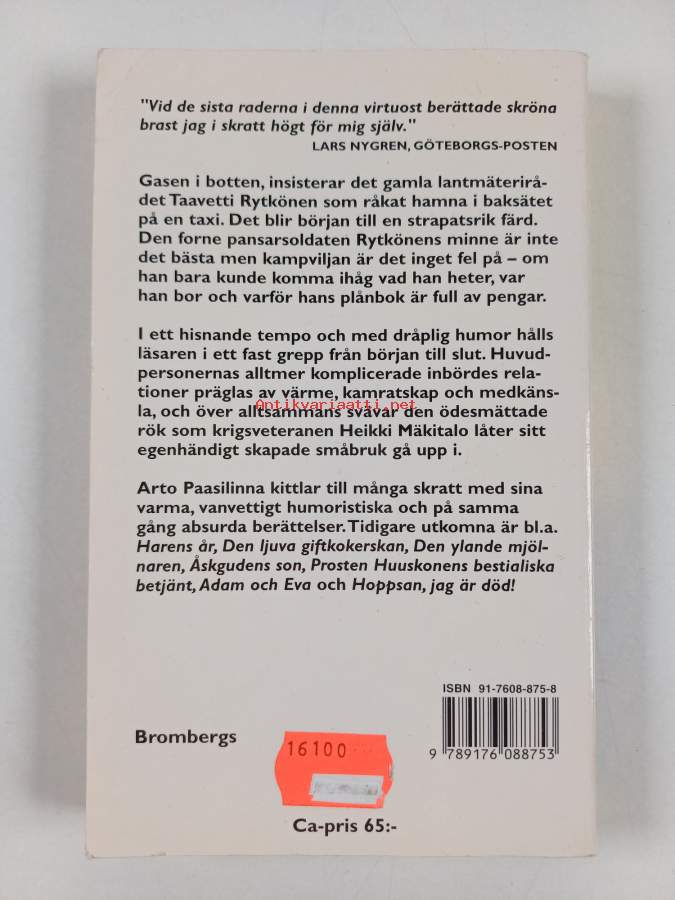 "Vid de sista raderna i denna virtuost berättade skröna
brast jag i skratt högt för mig själv."
LARS NYGREN, GÖTEBORGS-POSTEN
Gasen i botten, insisterar det gamla lantmäterirå-
det Taavetti Rytkönen som råkat hamna i baksätet
på en taxi. Det blir början till en strapatsrik färd.
Den forne pansarsoldaten Rytkönens minne är inte
det bästa men kampviljan är det inget fel på – om
han bara kunde komma ihåg vad han heter, var
han bor och varför hans plånbok är full av pengar.
I ett hisnande tempo och med dråplig humor hålls
läsaren i ett fast grepp från början till slut. Huvud-
personernas alltmer komplicerade inbördes rela-
tioner präglas av värme, kamratskap och medkäns-
la, och över alltsammans svävar den ödesmättade
Antikvariaatti.net
rök som krigsveteranen Heikki Mäkitalo låter sitt
egenhändigt skapade småbruk gå upp i.
Arto Paasilinna kittlar till många skratt med sina
varma, vanvettigt humoristiska och på samma
gång absurda berättelser. Tidigare utkomna är bl.a.
Harens år, Den ljuva giftkokerskan, Den ylande mjöl-
naren, Åskgudens son, Prosten Huuskonens bestialiska
betjänt, Adam och Eva och Hoppsan, jag är död!
ISBN 91-7608-875-8
9 789176 088753
Brombergs
16100
Ca-pris 65:-